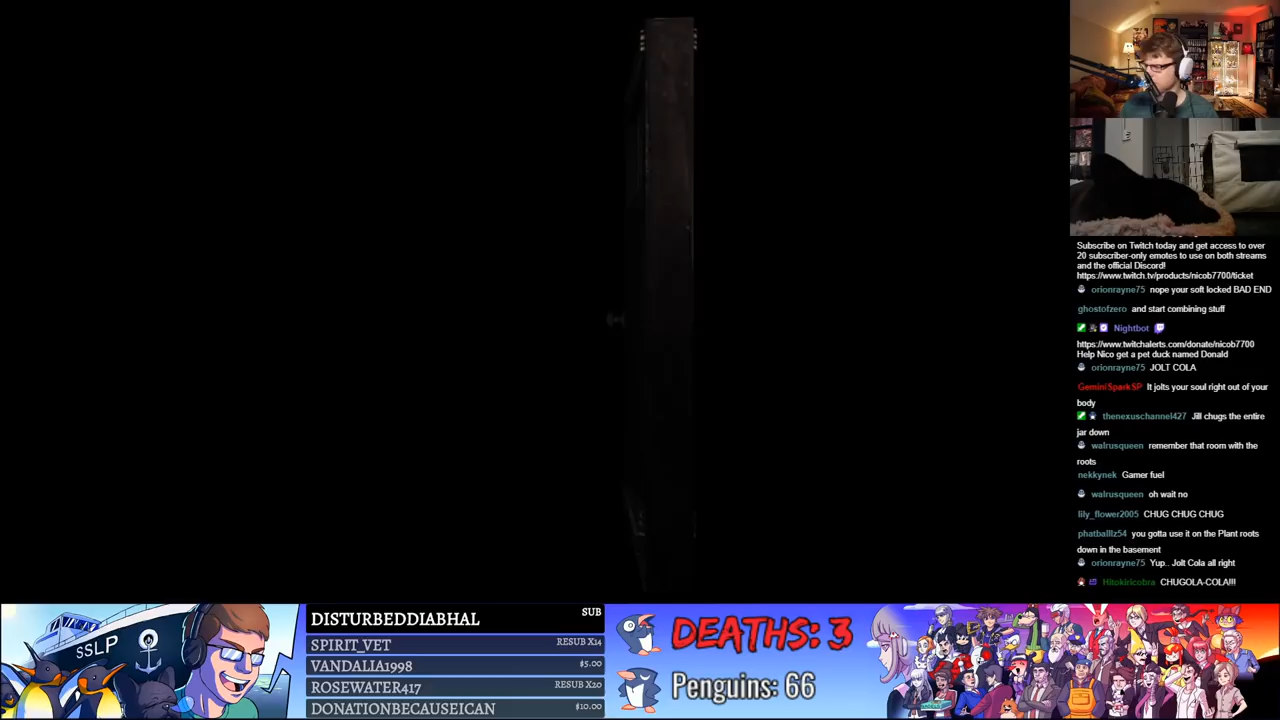 Subscribe on Twitch today and get access to over
20 subscriber-only emotes to use on both streams
and the official Discord!
https://www.twitch.tv/products/nicob7700/ticket
orionrayne75 nope your soft locked BAD END
ghostofzero and start combining stuff
Nightbot
https://www.twitchalerts.com/donate/nicob7700
Help Nico get a pet duck named Donald
orionrayne75 JOLT COLA
GeminiSparkSP It jolts your soul right out of your
body
thenexuschannel427 Jill chugs the entire
jar down
walrusqueen remember that room with the
roots
nekkynek Gamer fuel
walrusqueen oh wait no
lily_flower2005 CHUG CHUG CHUG
phatballlz54 you gotta use it on the Plant roots
down in the basement
orionrayne75 Yup.. Jolt Cola all right
Hitokiricobra CHUGOLA-COLA!!!
SSLP
DISTURBEDDIABHAL SUB
SPIRIT_VET RESUB X14
VANDALIA1998 $5.00
ROSEWATER417 RESUB X20
DONATIONBECAUSEICAN $10.00
DEATHS: 3
Penguins: 66